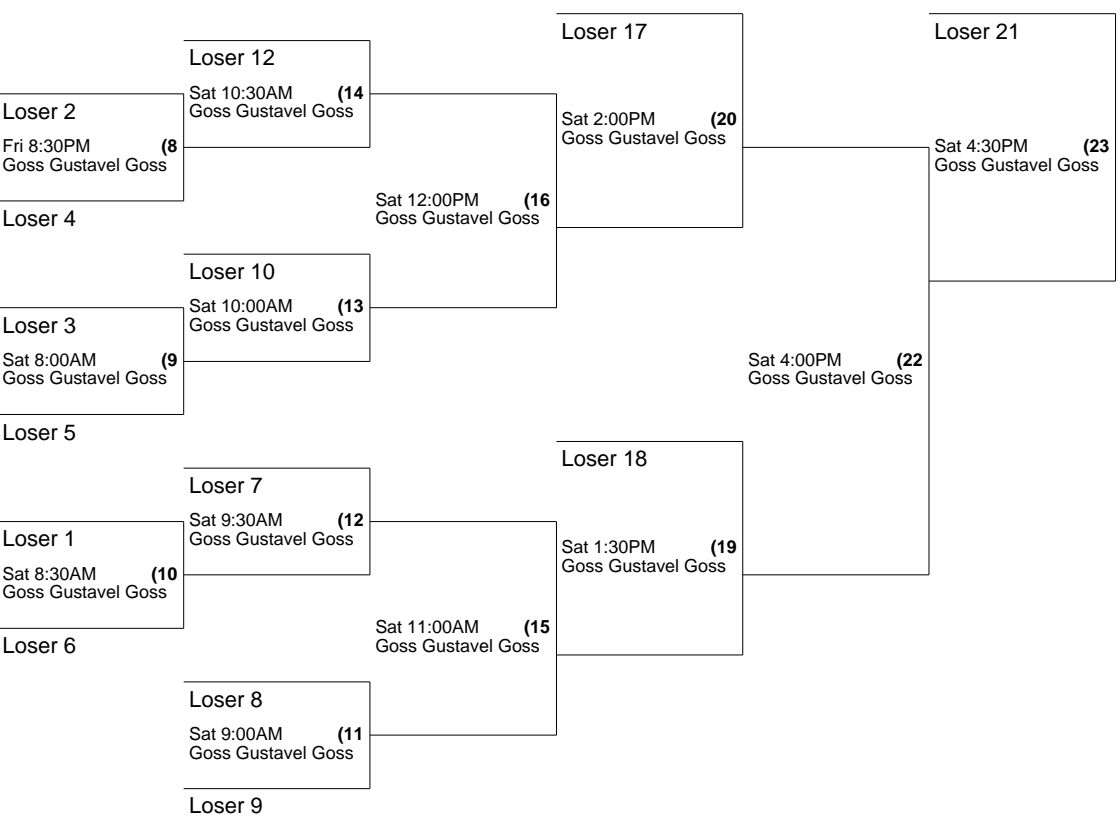 Loser 17
Loser 21
Loser 12
Sat 10:30AM (14
Goss Gustavel Goss
Loser 2
Fri 8:30PM (8
Goss Gustavel Goss
Loser 4
Sat 2:00PM (20
Goss Gustavel Goss
Sat 4:30PM (23
Goss Gustavel Goss
Sat 12:00PM (16
Goss Gustavel Goss
Loser 10
Sat 10:00AM (13
Goss Gustavel Goss
Loser 3
Sat 8:00AM (9
Goss Gustavel Goss
Loser 5
Sat 4:00PM (22
Goss Gustavel Goss
Loser 18
Loser 7
Sat 9:30AM (12
Goss Gustavel Goss
Loser 1
Sat 8:30AM (10
Goss Gustavel Goss
Loser 6
Sat 1:30PM (19
Goss Gustavel Goss
Sat 11:00AM (15
Goss Gustavel Goss
Loser 8
Sat 9:00AM (11
Goss Gustavel Goss
Loser 9